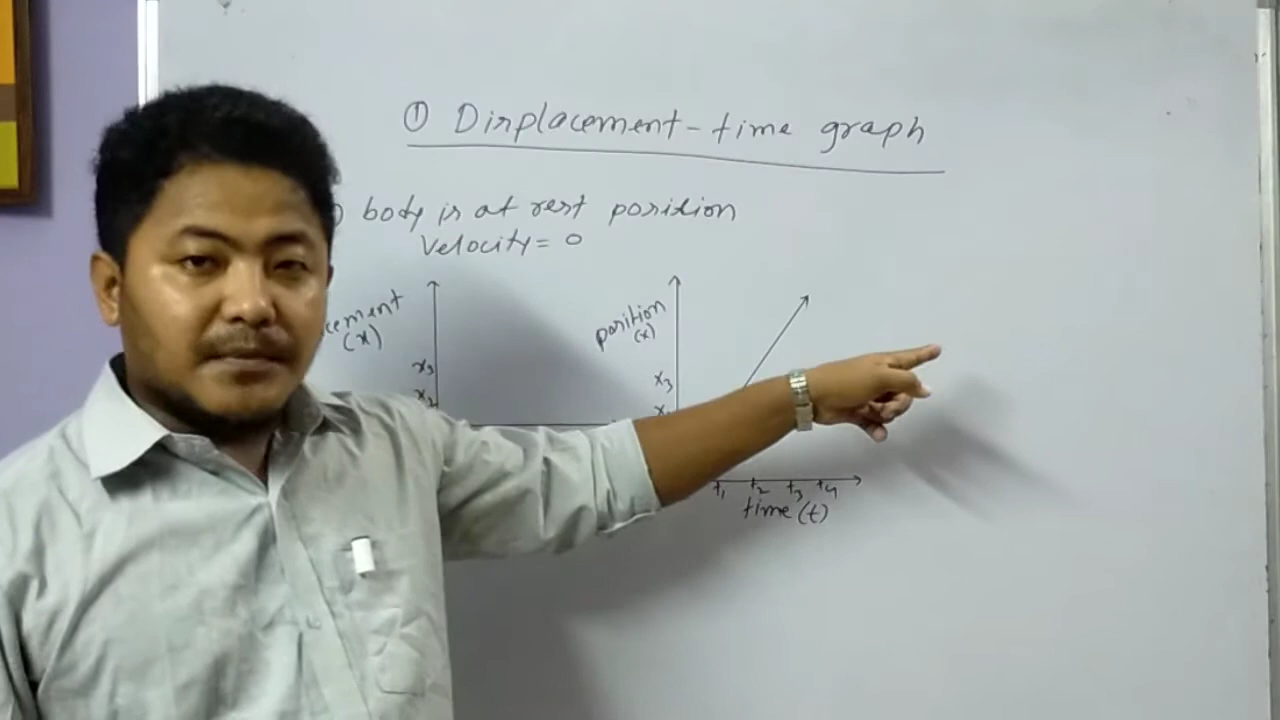 ① Displacement-time graph
) body is at rest position
Velocity = 0
cement
(x)
x₃
x₂
position
(x)
x₃
t₁ t₂ t₃ t₄
time (t)